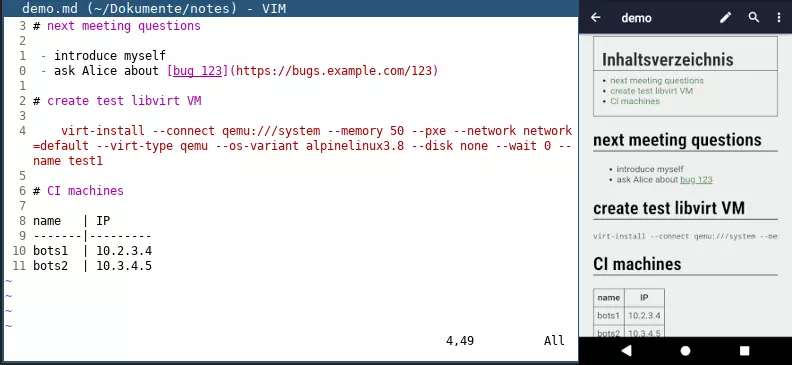 demo.md (~/Dokumente/notes) - VIM
3 # next meeting questions
2
1  - introduce myself
0  - ask Alice about [bug 123](https://bugs.example.com/123)
1
2 # create test libvirt VM
3
4     virt-install --connect qemu:///system --memory 50 --pxe --network network
=default --virt-type qemu --os-variant alpinelinux3.8 --disk none --wait 0 --
name test1
5
6 # CI machines
7
8 name   | IP
9 -------|---------
10 bots1  | 10.2.3.4
11 bots2  | 10.3.4.5
~
~
~
~
4,49 All
demo
Inhaltsverzeichnis
• next meeting questions
• create test libvirt VM
• CI machines
next meeting questions
• introduce myself
• ask Alice about bug 123
create test libvirt VM
virt-install --connect qemu:///system --me
CI machines
name IP
bots1 10.2.3.4
bots2 10.3.4.5